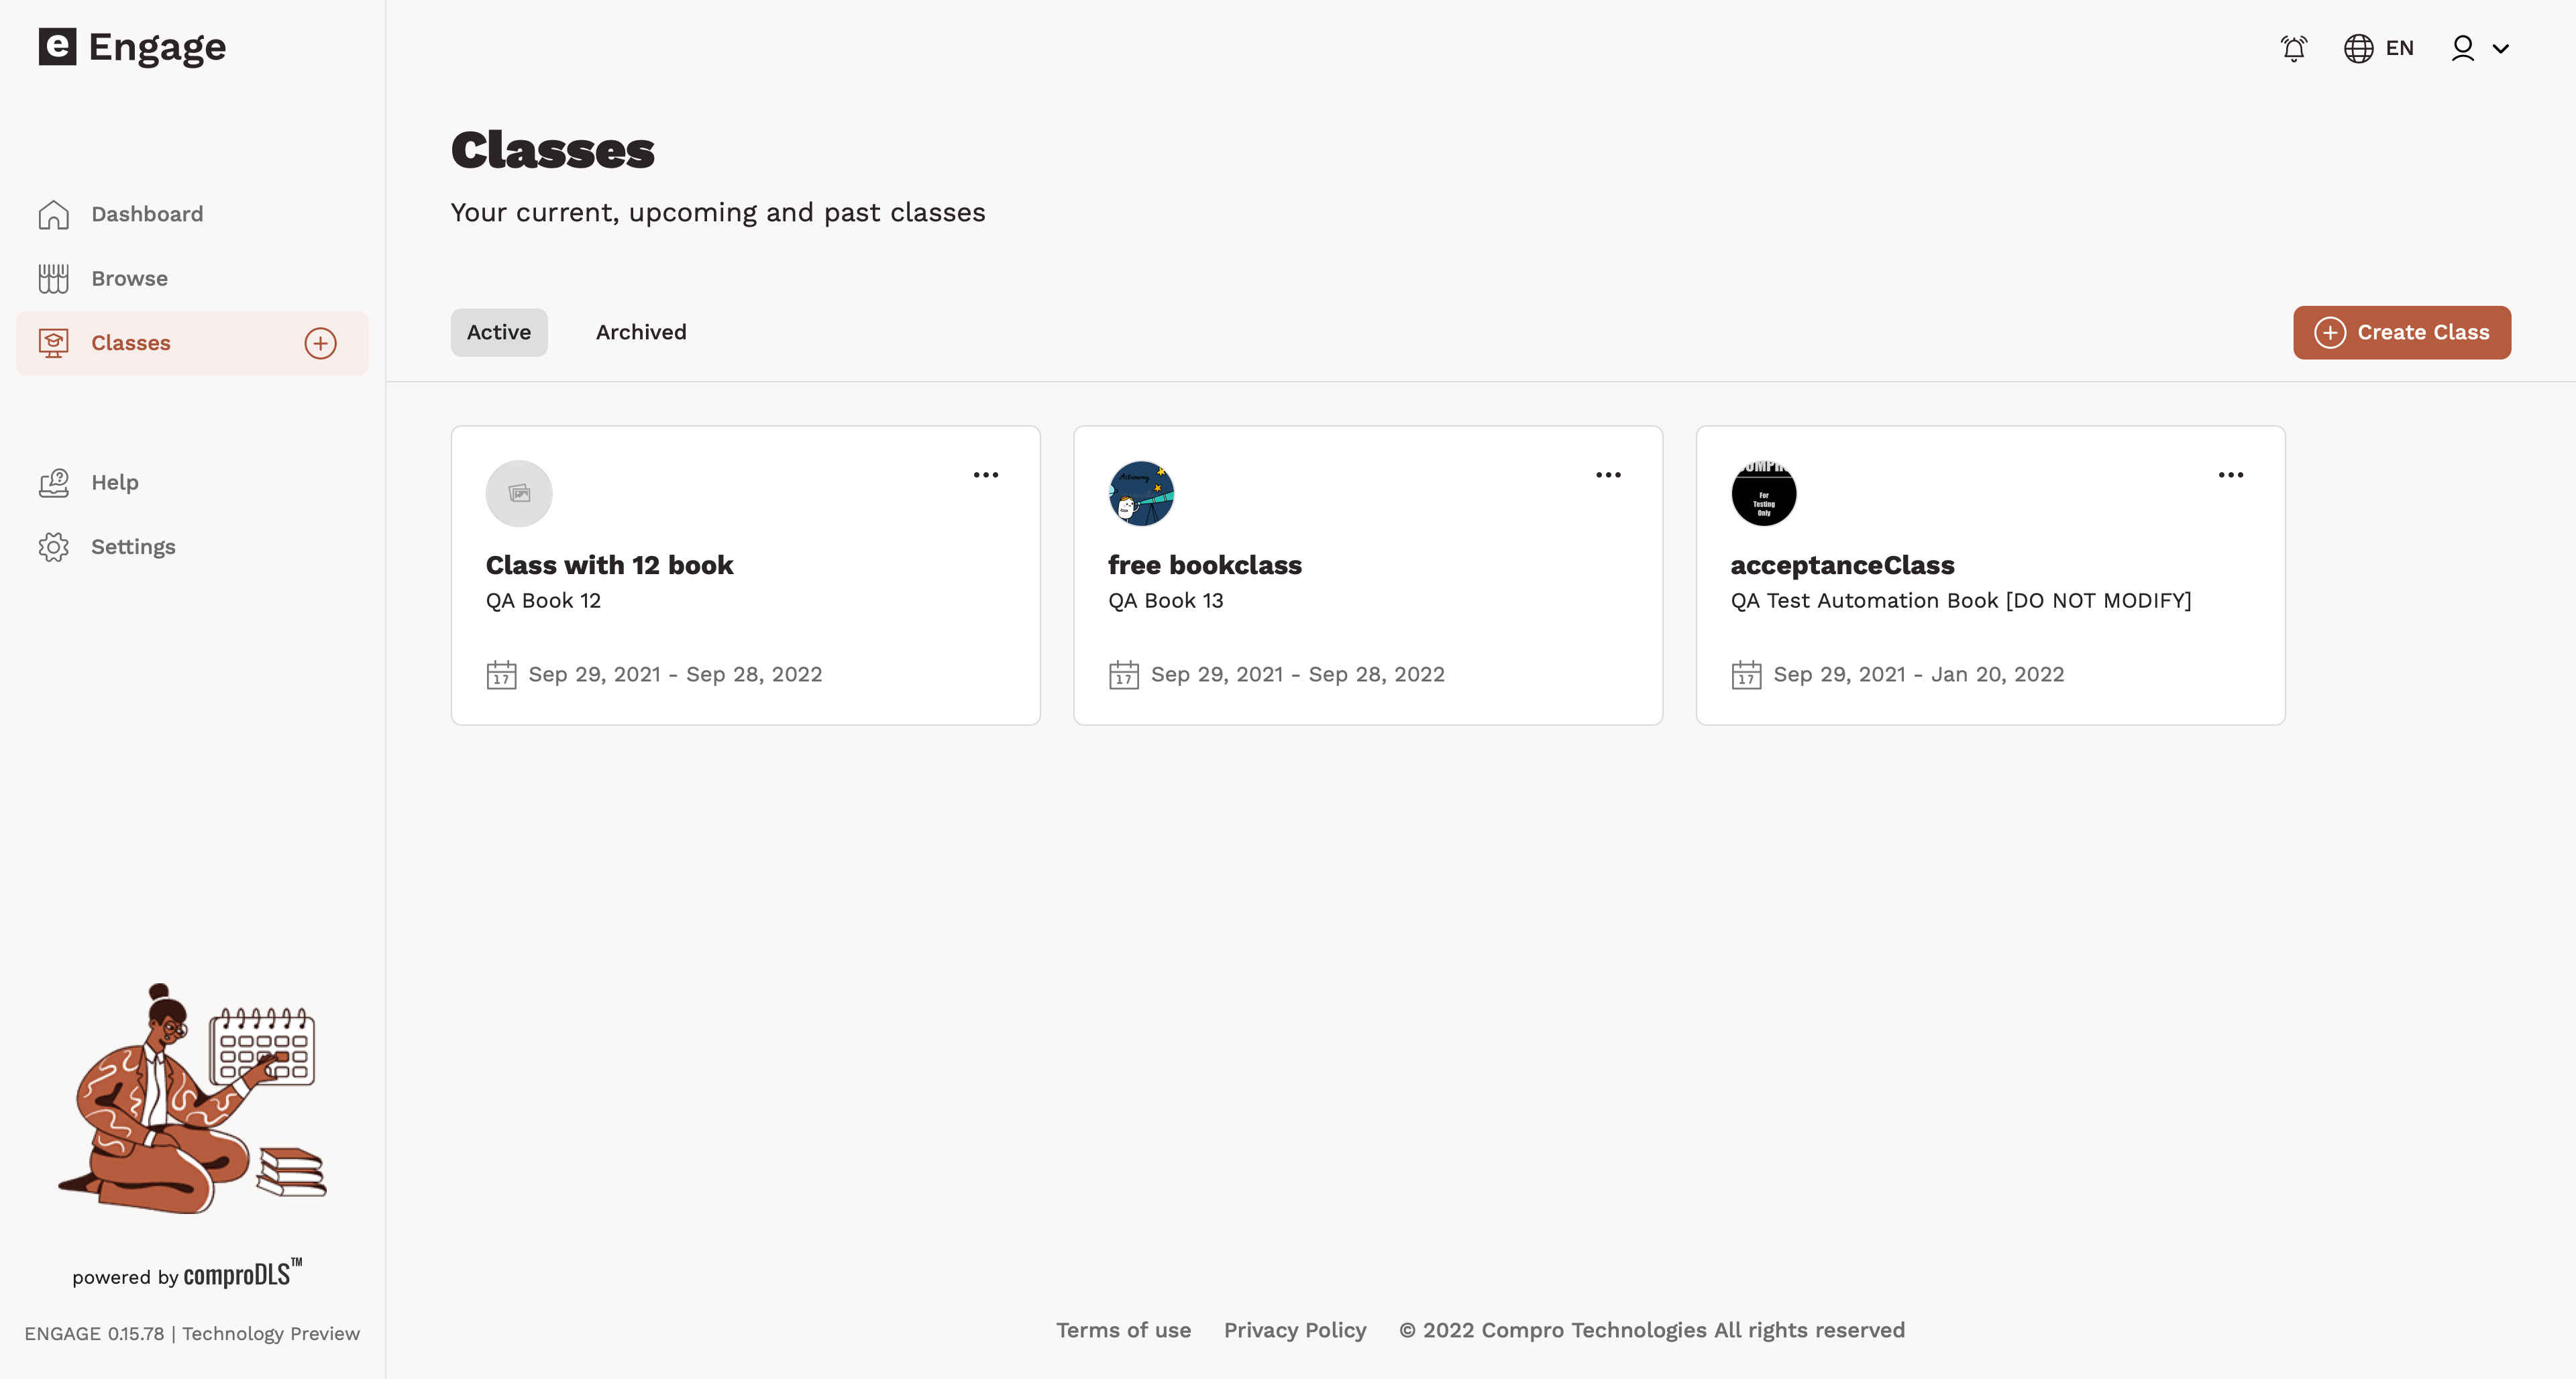 e Engage
EN
Dashboard
Browse
Classes
Help
Settings
powered by comproDLS™
ENGAGE 0.15.78 | Technology Preview
Classes
Your current, upcoming and past classes
Active
Archived
Create Class
Class with 12 book
QA Book 12
17 Sep 29, 2021 - Sep 28, 2022
Astronomy
free bookclass
QA Book 13
17 Sep 29, 2021 - Sep 28, 2022
For
Testing
Only
acceptanceClass
QA Test Automation Book [DO NOT MODIFY]
17 Sep 29, 2021 - Jan 20, 2022
Terms of use
Privacy Policy
© 2022 Compro Technologies All rights reserved